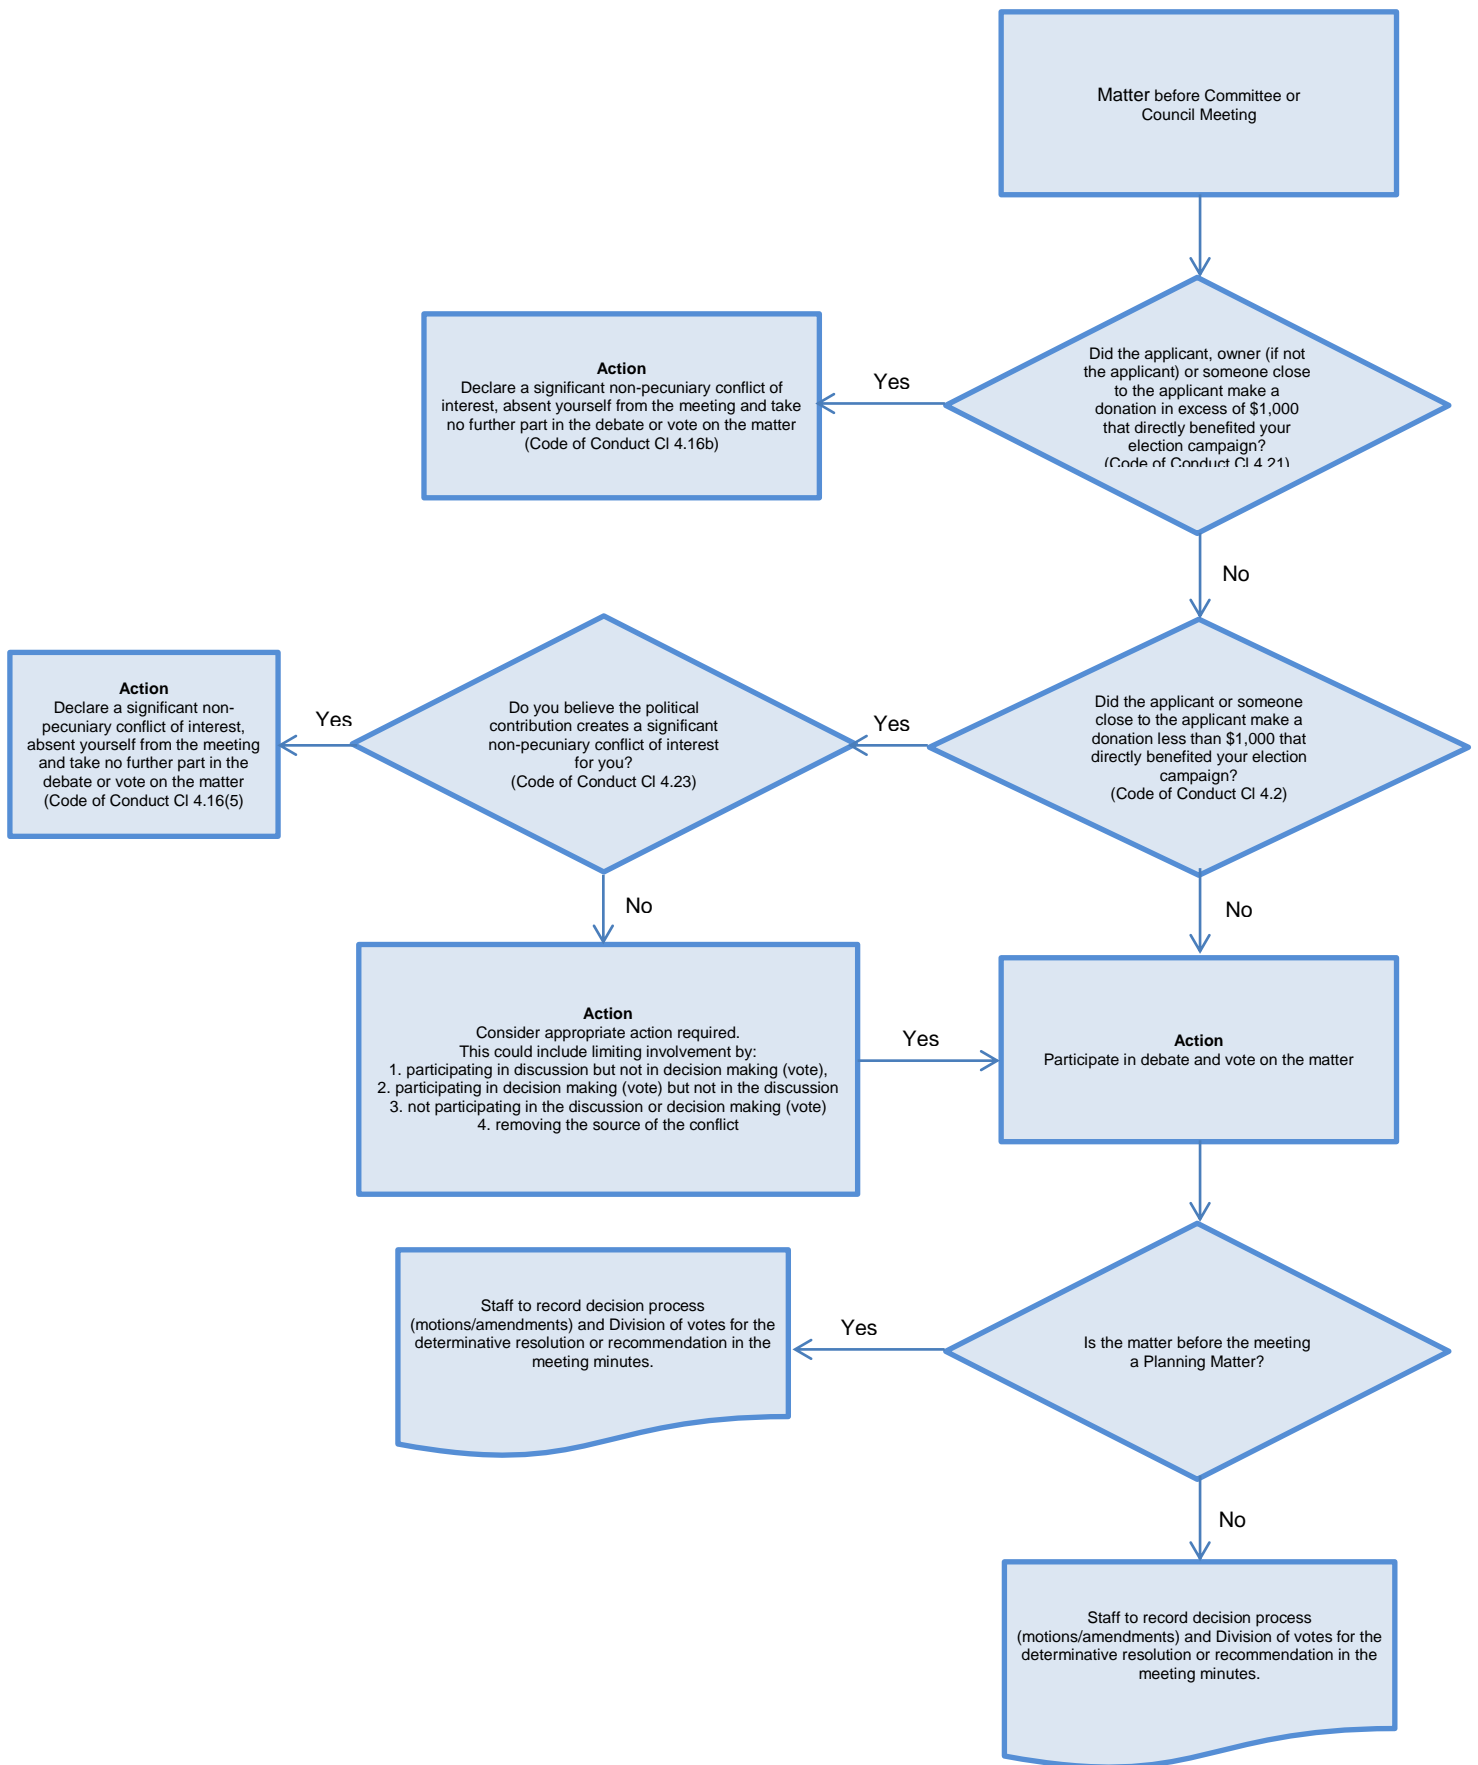 Matter before Committee or
Council Meeting
Did the applicant, owner (if not
the applicant) or someone close
to the applicant make a
donation in excess of $1,000
that directly benefited your
election campaign?
(Code of Conduct Cl 4.21)
Yes
Action
Declare a significant non-pecuniary conflict of
interest, absent yourself from the meeting and take
no further part in the debate or vote on the matter
(Code of Conduct Cl 4.16b)
No
Did the applicant or someone
close to the applicant make a
donation less than $1,000 that
directly benefited your election
campaign?
(Code of Conduct Cl 4.2)
Yes
Do you believe the political
contribution creates a significant
non-pecuniary conflict of interest
for you?
(Code of Conduct Cl 4.23)
Yes
Action
Declare a significant non-
pecuniary conflict of interest,
absent yourself from the meeting
and take no further part in the
debate or vote on the matter
(Code of Conduct Cl 4.16(5)
No
No
Action
Consider appropriate action required.
This could include limiting involvement by:
1. participating in discussion but not in decision making (vote),
2. participating in decision making (vote) but not in the discussion
3. not participating in the discussion or decision making (vote)
4. removing the source of the conflict
Yes
Action
Participate in debate and vote on the matter
Is the matter before the meeting
a Planning Matter?
Yes
Staff to record decision process
(motions/amendments) and Division of votes for the
determinative resolution or recommendation in the
meeting minutes.
No
Staff to record decision process
(motions/amendments) and Division of votes for the
determinative resolution or recommendation in the
meeting minutes.